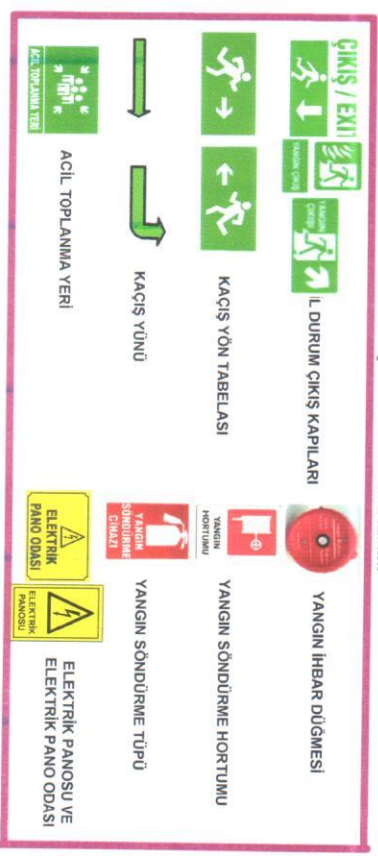 ÇIKIŞ / EXIT
YANGIN ÇIKIŞ
YANGIN ÇIKIŞI
İL DURUM ÇIKIŞ KAPILARI
KAÇIŞ YÖN TABELASI
KAÇIŞ YÜNÜ
ACİL TOPLANMA YERİ
ACİL TOPLANMA YERİ
YANGIN İHBAR DÜĞMESİ
YANGIN
HORTUMU
YANGIN SÖNDÜRME HORTUMU
YANGIN
SÖNDÜRME
CİHAZI
YANGIN SÖNDÜRME TÜPÜ
ELEKTRİK
PANO ODASI
ELEKTRİK
PANOSU
ELEKTRİK PANOSU VE
ELEKTRİK PANO ODASI